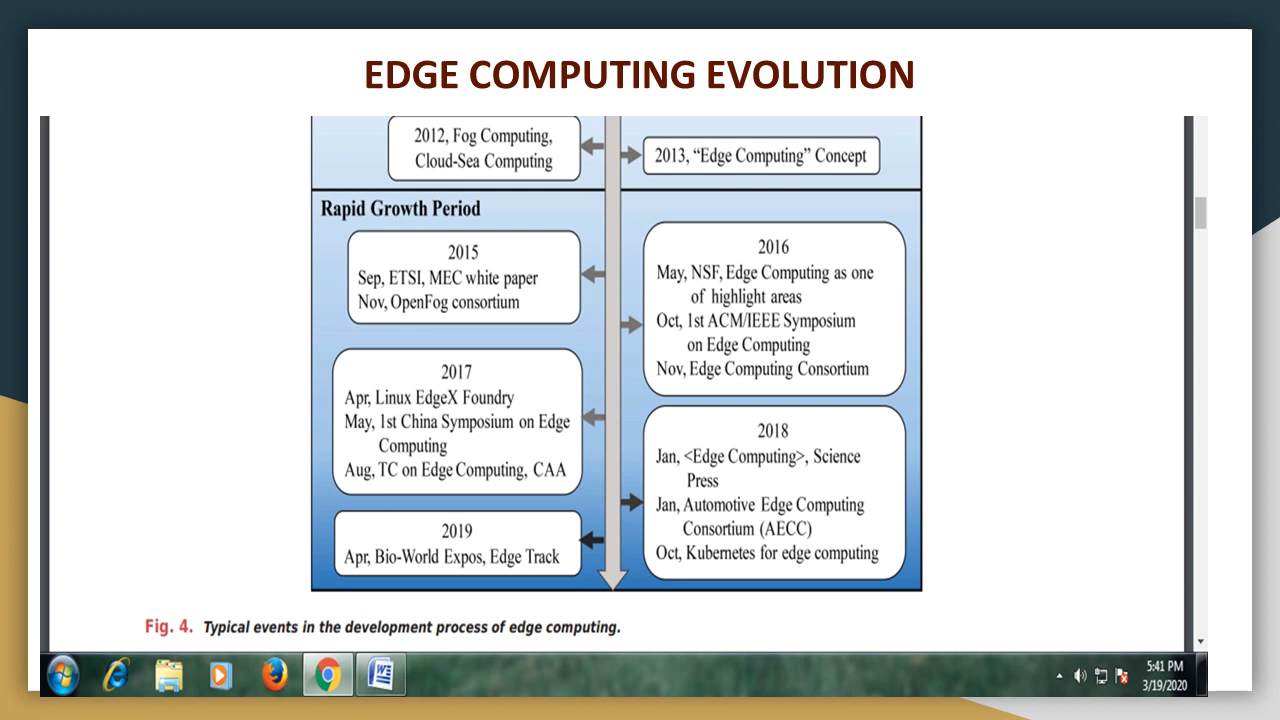 EDGE COMPUTING EVOLUTION
2012, Fog Computing,
Cloud-Sea Computing
2013, “Edge Computing” Concept
Rapid Growth Period
2015
Sep, ETSI, MEC white paper
Nov, OpenFog consortium
2016
May, NSF, Edge Computing as one
of highlight areas
Oct, 1st ACM/IEEE Symposium
on Edge Computing
Nov, Edge Computing Consortium
2017
Apr, Linux EdgeX Foundry
May, 1st China Symposium on Edge
Computing
Aug, TC on Edge Computing, CAA
2018
Jan, <Edge Computing>, Science
Press
Jan, Automotive Edge Computing
Consortium (AECC)
Oct, Kubernetes for edge computing
2019
Apr, Bio-World Expos, Edge Track
Fig. 4. Typical events in the development process of edge computing.
5:41 PM
3/19/2020